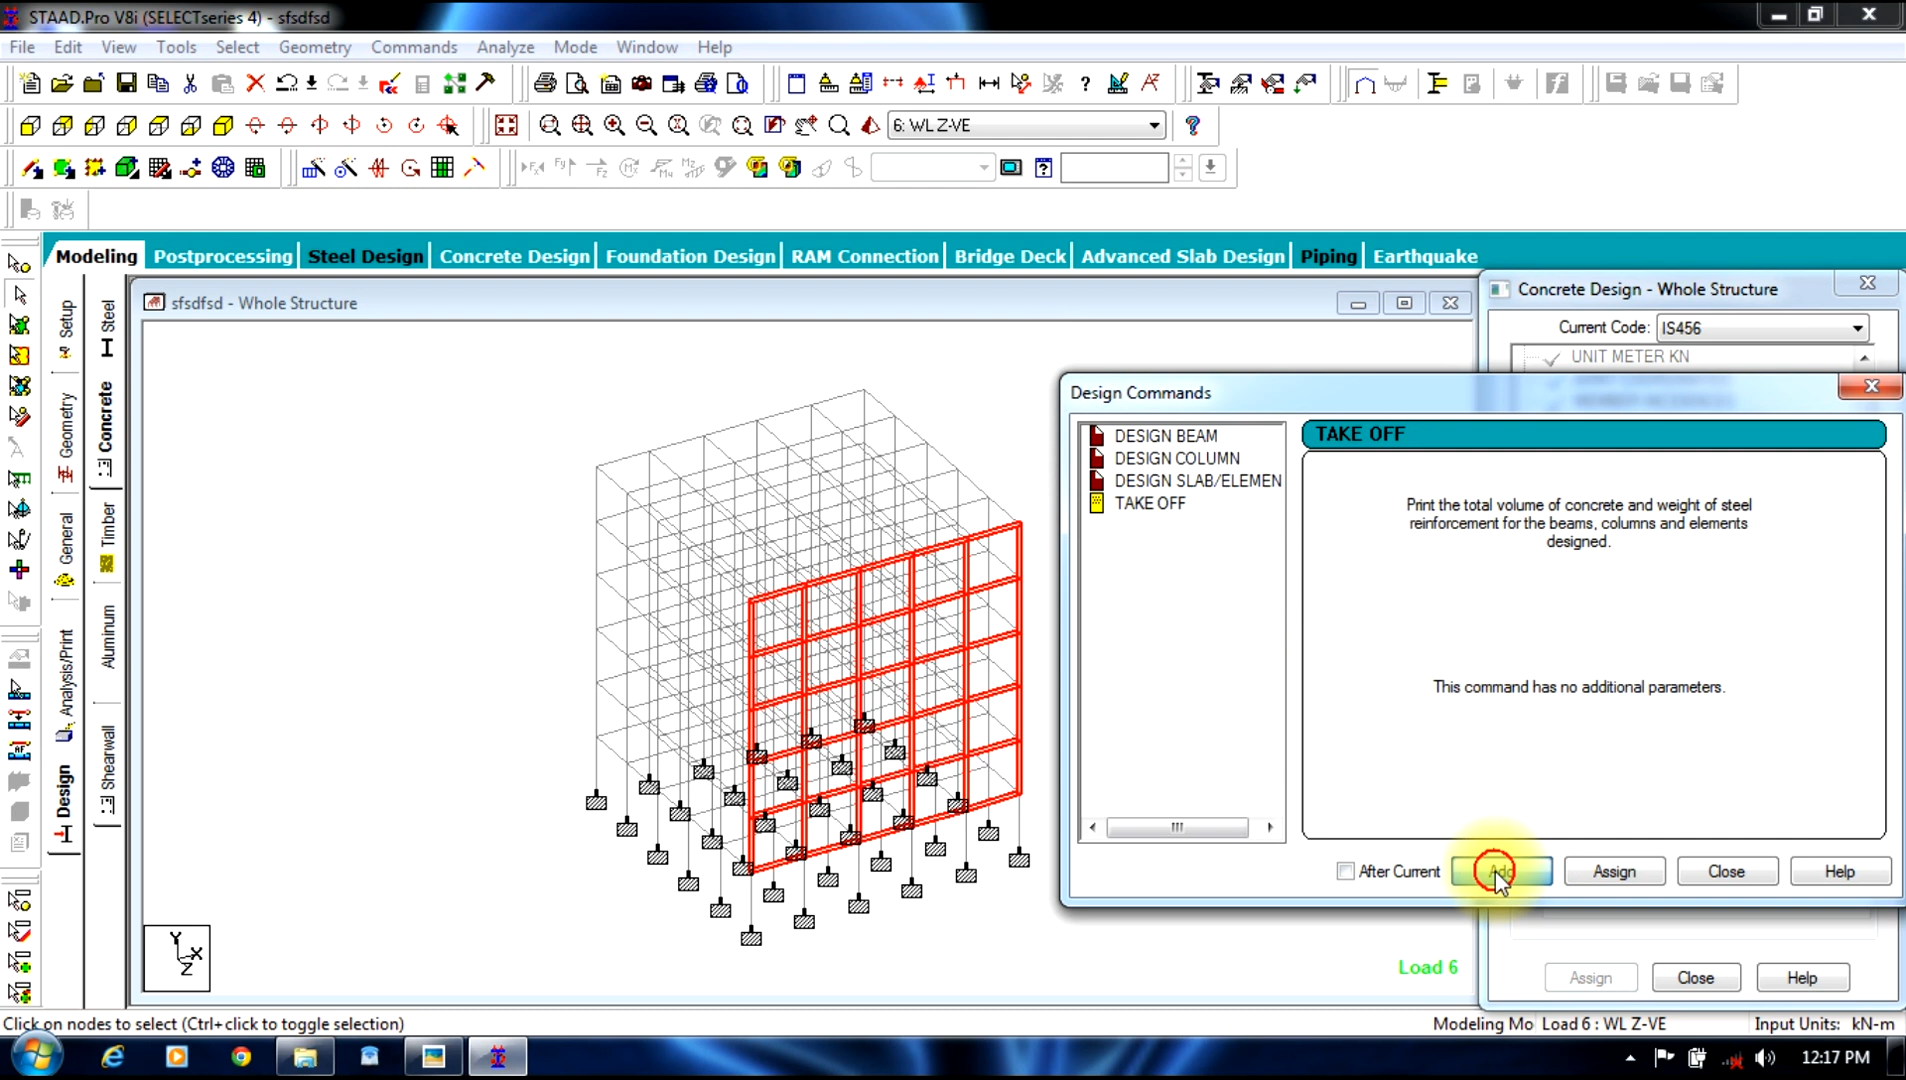 STAAD.Pro V8i (SELECTseries 4) - sfsdfsd
File Edit View Tools Select Geometry Commands Analyze Mode Window Help
6: WL Z-VE
Modeling Postprocessing Steel Design Concrete Design Foundation Design RAM Connection Bridge Deck Advanced Slab Design Piping Earthquake
Setup
Geometry
General
Analysis/Print
Design
Steel
Concrete
Timber
Aluminum
Shearwall
sfsdfsd - Whole Structure
Y
X
Z
Load 6
Concrete Design - Whole Structure
Current Code: IS456
UNIT METER KN
Design Commands
DESIGN BEAM
DESIGN COLUMN
DESIGN SLAB/ELEMEN
TAKE OFF
TAKE OFF
Print the total volume of concrete and weight of steel
reinforcement for the beams, columns and elements
designed.
This command has no additional parameters.
After Current Add Assign Close Help
Assign Close Help
Click on nodes to select (Ctrl+click to toggle selection)
Modeling Mo Load 6 : WL Z-VE Input Units: kN-m
12:17 PM